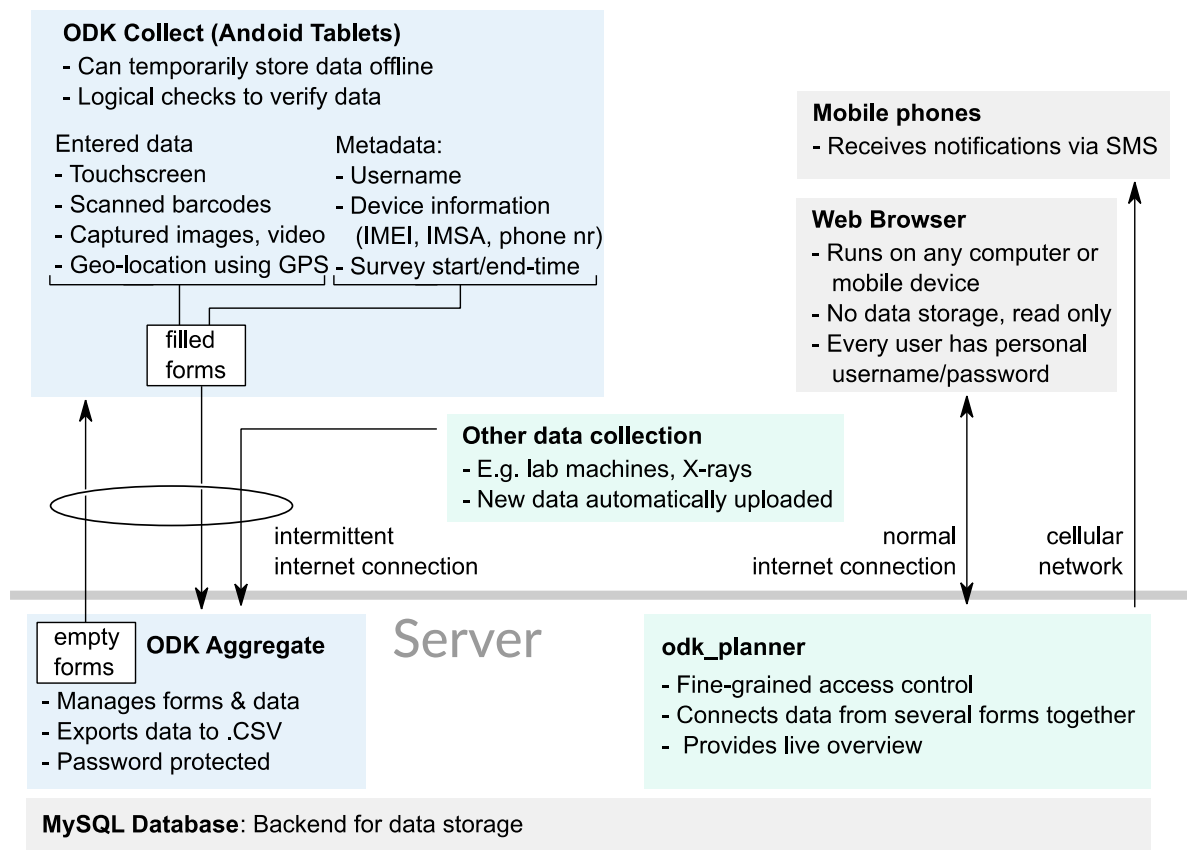 ODK Collect (Andoid Tablets)
- Can temporarily store data offline
- Logical checks to verify data
Entered data
- Touchscreen
- Scanned barcodes
- Captured images, video
- Geo-location using GPS
Metadata:
- Username
- Device information
(IMEI, IMSA, phone nr)
- Survey start/end-time
filled
forms
Mobile phones
- Receives notifications via SMS
Web Browser
- Runs on any computer or
mobile device
- No data storage, read only
- Every user has personal
username/password
Other data collection
- E.g. lab machines, X-rays
- New data automatically uploaded
intermittent
internet connection
normal
internet connection
cellular
network
empty
forms
ODK Aggregate
- Manages forms & data
- Exports data to .CSV
- Password protected
Server
odk_planner
- Fine-grained access control
- Connects data from several forms together
- Provides live overview
MySQL Database: Backend for data storage